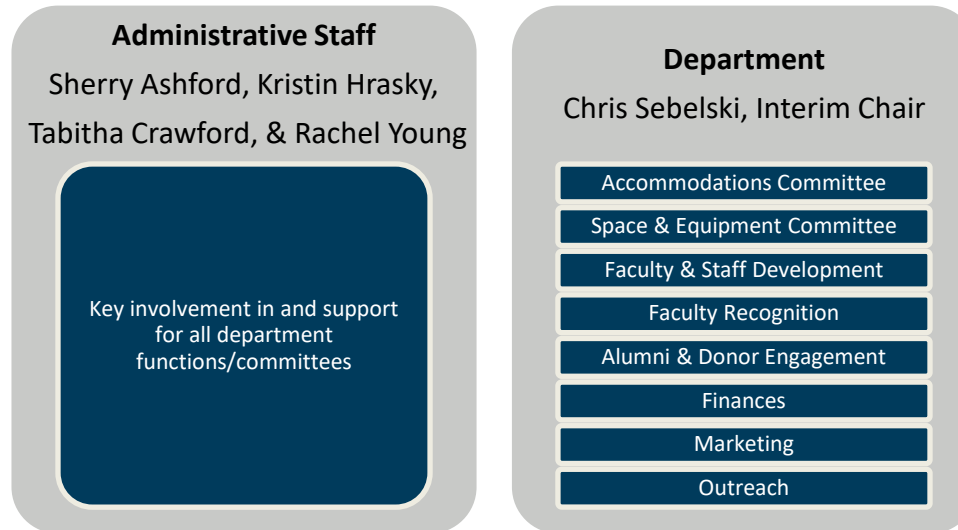 Administrative Staff
Sherry Ashford, Kristin Hrasky,
Tabitha Crawford, & Rachel Young
Key involvement in and support
for all department
functions/committees
Department
Chris Sebelski, Interim Chair
Accommodations Committee
Space & Equipment Committee
Faculty & Staff Development
Faculty Recognition
Alumni & Donor Engagement
Finances
Marketing
Outreach